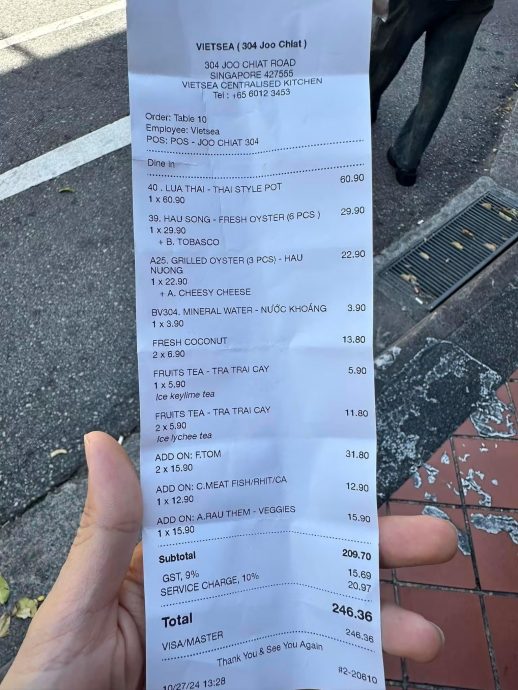 VIETSEA ( 304 Joo Chiat )
304 JOO CHIAT ROAD
SINGAPORE 427555
VIETSEA CENTRALISED KITCHEN
Tel : +65 6012 3453
Order: Table 10
Employee: Vietsea
POS: POS - JOO CHIAT 304
Dine in
40 . LUA THAI - THAI STYLE POT 60.90
1 x 60.90
39. HAU SONG - FRESH OYSTER (6 PCS ) 29.90
1 x 29.90
+ B. TOBASCO
A25. GRILLED OYSTER (3 PCS) - HAU 22.90
NUONG
1 x 22.90
+ A. CHEESY CHEESE
BV304. MINERAL WATER - NƯỚC KHOÁNG 3.90
1 x 3.90
FRESH COCONUT 13.80
2 x 6.90
FRUITS TEA - TRA TRAI CAY 5.90
1 x 5.90
Ice keylime tea
FRUITS TEA - TRA TRAI CAY 11.80
2 x 5.90
Ice lychee tea
ADD ON: F.TOM 31.80
2 x 15.90
ADD ON: C.MEAT FISH/RHIT/CA 12.90
1 x 12.90
ADD ON: A.RAU THEM - VEGGIES 15.90
1 x 15.90
Subtotal 209.70
GST, 9% 15.69
SERVICE CHARGE, 10% 20.97
Total 246.36
VISA/MASTER 246.36
Thank You & See You Again
10/27/24 13:28 #2-20610